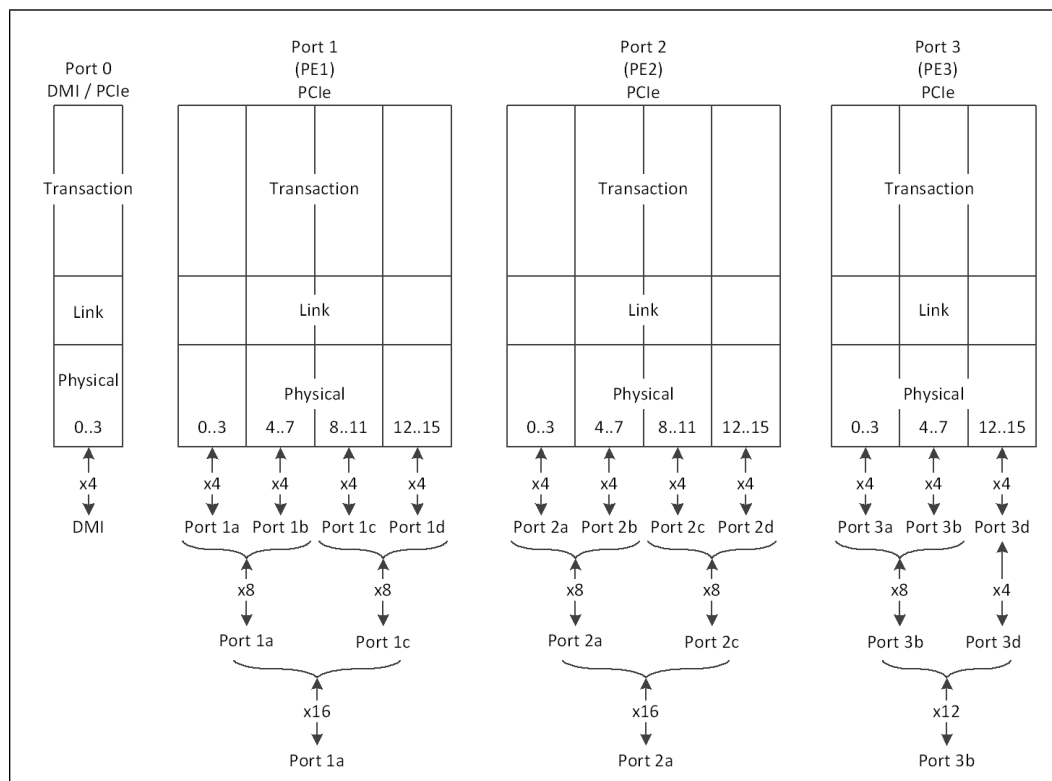 Port 0
DMI / PCIe
Port 1
(PE1)
PCIe
Port 2
(PE2)
PCIe
Port 3
(PE3)
PCIe
Transaction
Transaction
Transaction
Transaction
Link
Link
Link
Link
Physical
Physical
Physical
Physical
0..3
0..3
4..7
8..11
12..15
0..3
4..7
8..11
12..15
0..3
4..7
12..15
x4
x4
x4
x4
x4
x4
x4
x4
x4
x4
x4
x4
DMI
Port 1a
Port 1b
Port 1c
Port 1d
Port 2a
Port 2b
Port 2c
Port 2d
Port 3a
Port 3b
Port 3d
x8
x8
x8
x8
x8
x4
Port 1a
Port 1c
Port 2a
Port 2c
Port 3b
Port 3d
x16
x16
x12
Port 1a
Port 2a
Port 3b